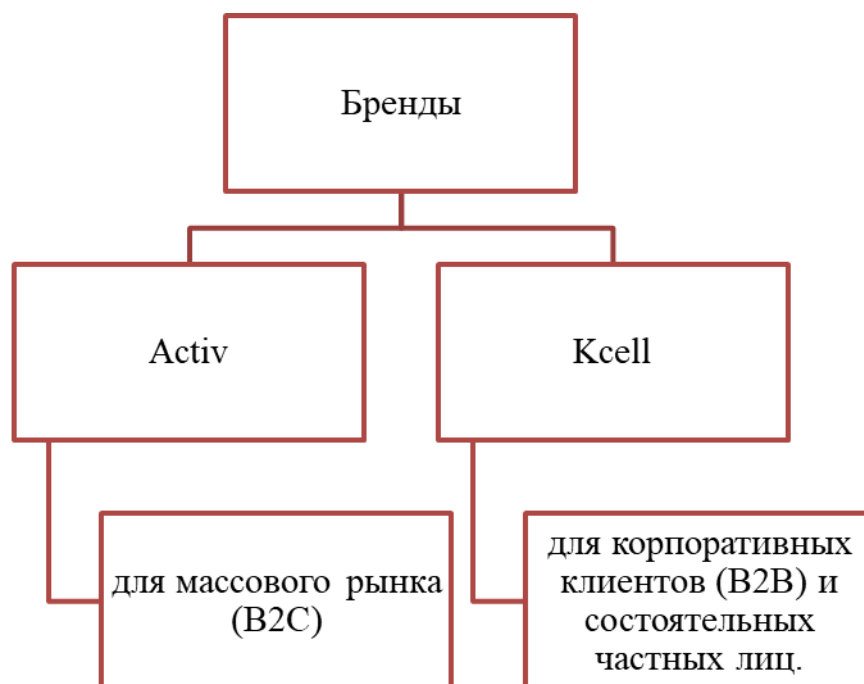 Бренды
Activ
Kcell
для массового рынка
(B2C)
для корпоративных
клиентов (B2B) и
состоятельных
частных лиц.